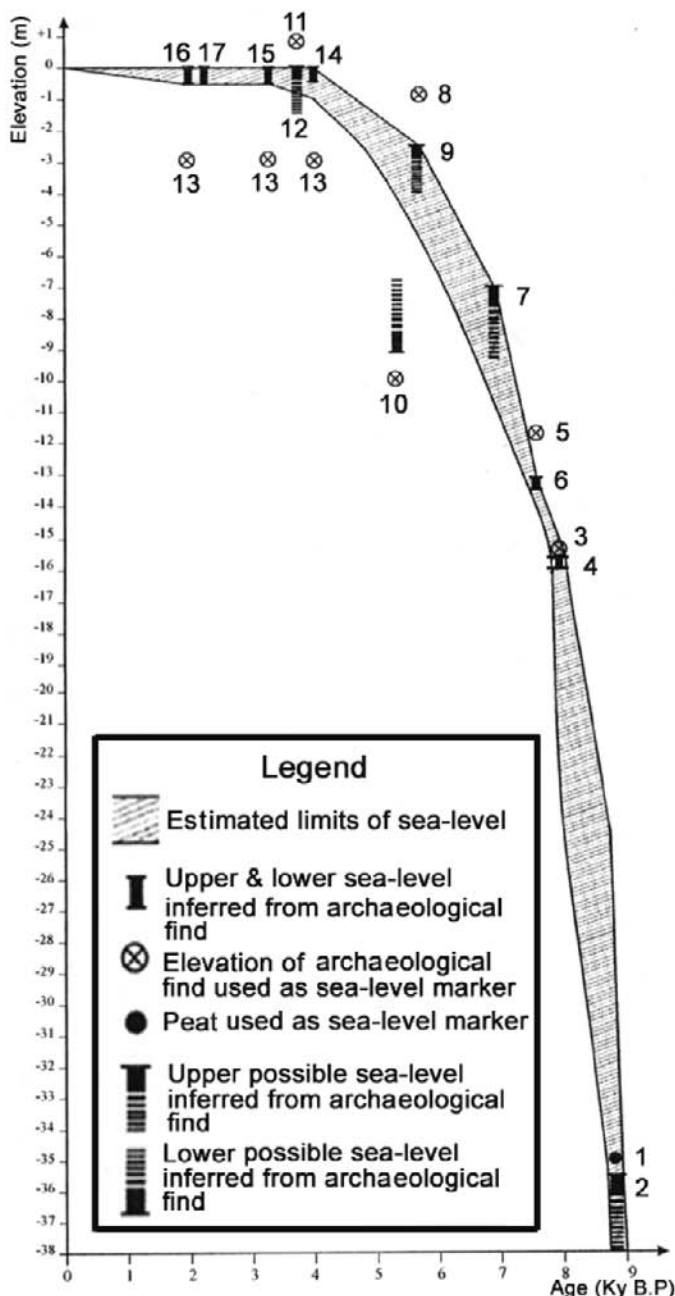 Elevation (m)
+1
0
-1
-2
-3
-4
-5
-6
-7
-8
-9
-10
-11
-12
-13
-14
-15
-16
-17
-18
-19
-20
-21
-22
-23
-24
-25
-26
-27
-28
-29
-30
-31
-32
-33
-34
-35
-36
-37
-38
11
16 17 15 14
12
13 13 13
8
9
7
10
5
6
3
4
1
2
Legend
Estimated limits of sea-level
Upper & lower sea-level
inferred from archaeological
find
Elevation of archaeological
find used as sea-level marker
Peat used as sea-level marker
Upper possible sea-level
inferred from archaeological
find
Lower possible sea-level
inferred from archaeological
find
0 1 2 3 4 5 6 7 8 9
Age (Ky B.P)